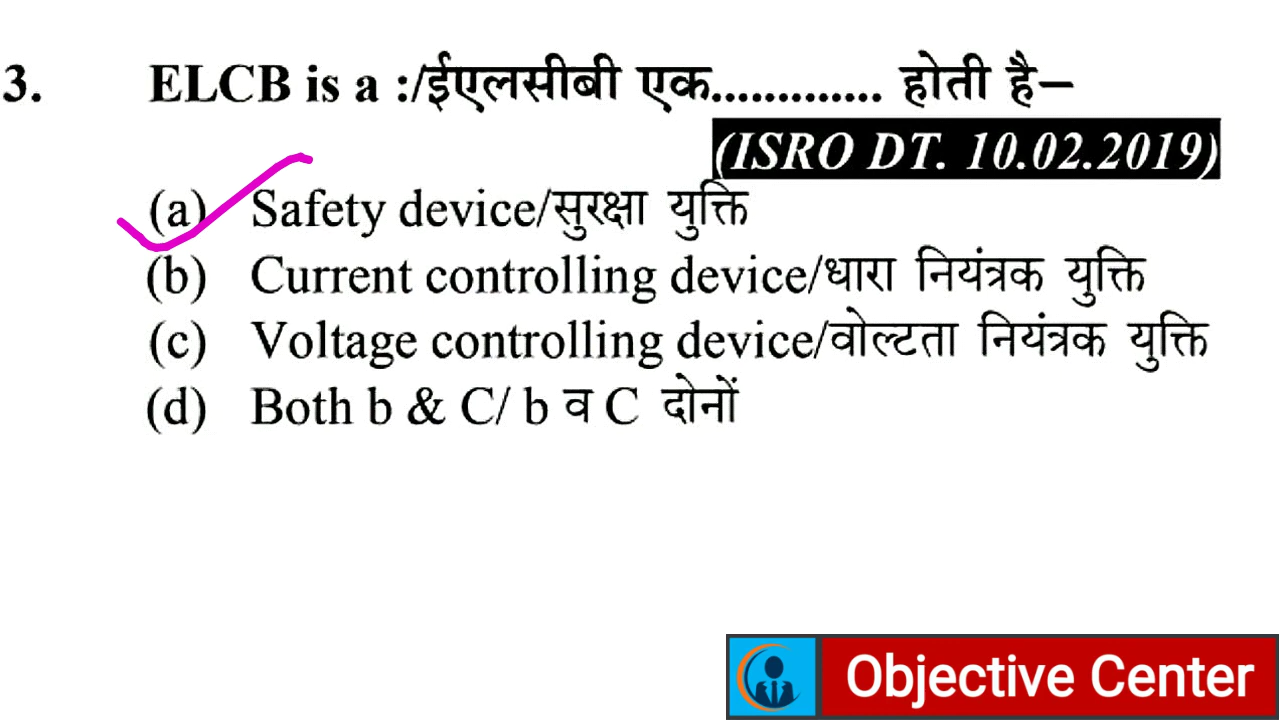 3. ELCB is a :/ईएलसीबी एक............. होती है–
(ISRO DT. 10.02.2019)
(a) Safety device/सुरक्षा युक्ति
(b) Current controlling device/धारा नियंत्रक युक्ति
(c) Voltage controlling device/वोल्टता नियंत्रक युक्ति
(d) Both b & C/ b व C दोनों
Objective Center